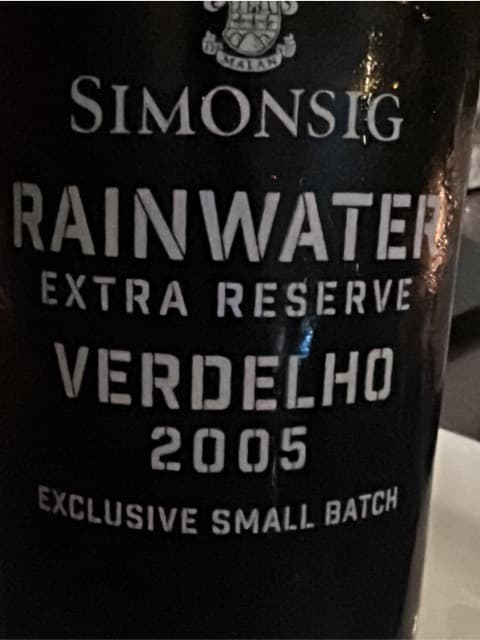 MALAN
SIMONSIG
RAINWATER
EXTRA RESERVE
VERDELHO
2005
EXCLUSIVE SMALL BATCH